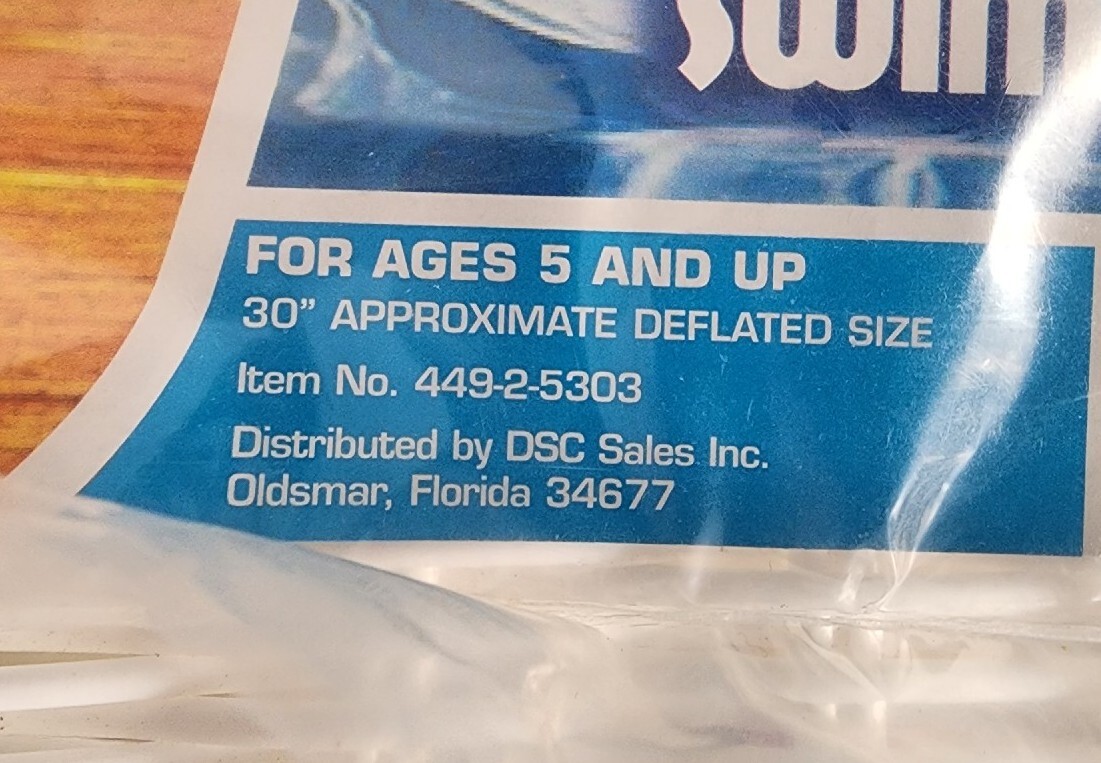 swim
FOR AGES 5 AND UP
30” APPROXIMATE DEFLATED SIZE
Item No. 449-2-5303
Distributed by DSC Sales Inc.
Oldsmar, Florida 34677